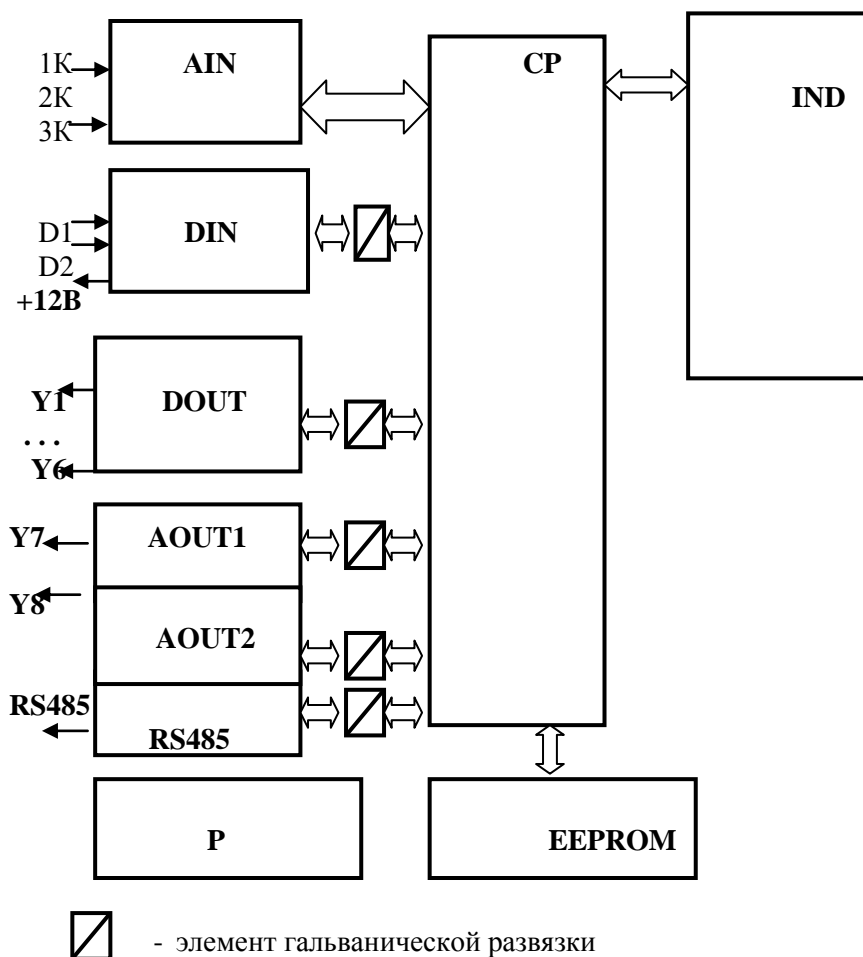 1К
2К
3К
AIN
CP
IND
D1
D2
+12В
DIN
Y1
...
Y6
DOUT
Y7
AOUT1
Y8
AOUT2
RS485
RS485
P
EEPROM
- элемент гальванической развязки